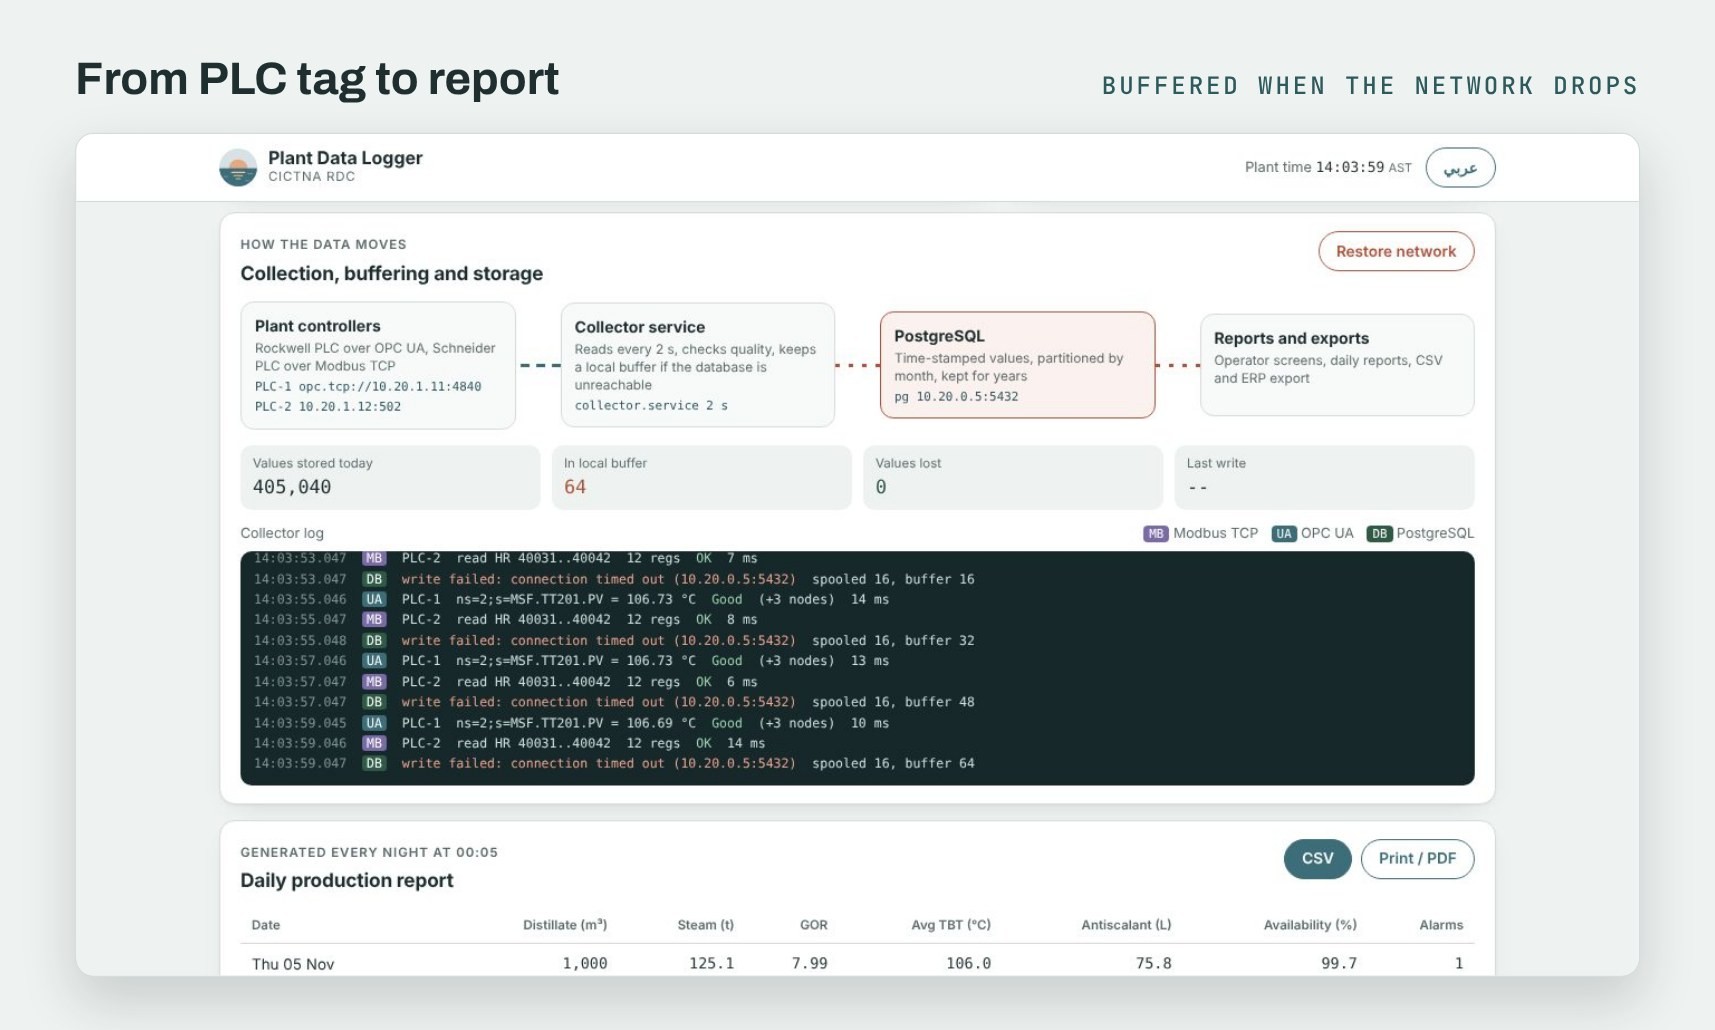 From PLC tag to report
BUFFERED WHEN THE NETWORK DROPS
Plant Data Logger
CICTNA RDC
Plant time 14:03:59 AST
عربي
HOW THE DATA MOVES
Collection, buffering and storage
Restore network
Plant controllers
Rockwell PLC over OPC UA, Schneider
PLC over Modbus TCP
PLC-1 opc.tcp://10.20.1.11:4840
PLC-2 10.20.1.12:502
Collector service
Reads every 2 s, checks quality, keeps
a local buffer if the database is
unreachable
collector.service 2 s
PostgreSQL
Time-stamped values, partitioned by
month, kept for years
pg 10.20.0.5:5432
Reports and exports
Operator screens, daily reports, CSV
and ERP export
Values stored today
405,040
In local buffer
64
Values lost
0
Last write
--
Collector log
MB Modbus TCP UA OPC UA DB PostgreSQL
14:03:53.047 MB PLC-2 read HR 40031..40042 12 regs OK 7 ms
14:03:53.047 DB write failed: connection timed out (10.20.0.5:5432) spooled 16, buffer 16
14:03:55.046 UA PLC-1 ns=2;s=MSF.TT201.PV = 106.73 °C Good (+3 nodes) 14 ms
14:03:55.047 MB PLC-2 read HR 40031..40042 12 regs OK 8 ms
14:03:55.048 DB write failed: connection timed out (10.20.0.5:5432) spooled 16, buffer 32
14:03:57.046 UA PLC-1 ns=2;s=MSF.TT201.PV = 106.73 °C Good (+3 nodes) 13 ms
14:03:57.047 MB PLC-2 read HR 40031..40042 12 regs OK 6 ms
14:03:57.047 DB write failed: connection timed out (10.20.0.5:5432) spooled 16, buffer 48
14:03:59.045 UA PLC-1 ns=2;s=MSF.TT201.PV = 106.69 °C Good (+3 nodes) 10 ms
14:03:59.046 MB PLC-2 read HR 40031..40042 12 regs OK 14 ms
14:03:59.047 DB write failed: connection timed out (10.20.0.5:5432) spooled 16, buffer 64
GENERATED EVERY NIGHT AT 00:05
Daily production report
CSV
Print / PDF
Date Distillate (m³) Steam (t) GOR Avg TBT (°C) Antiscalant (L) Availability (%) Alarms
Thu 05 Nov 1,000 125.1 7.99 106.0 75.8 99.7 1